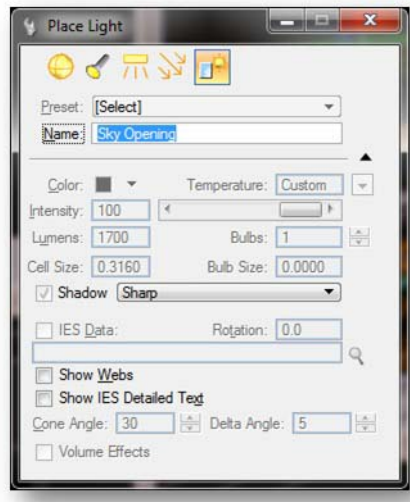 Place Light
Preset: [Select]
Name: Sky Opening
Color: Temperature: Custom
Intensity: 100
Lumens: 1700 Bulbs: 1
Cell Size: 0.3160 Bulb Size: 0.0000
Shadow Sharp
IES Data: Rotation: 0.0
Show Webs
Show IES Detailed Text
Cone Angle: 30 Delta Angle: 5
Volume Effects